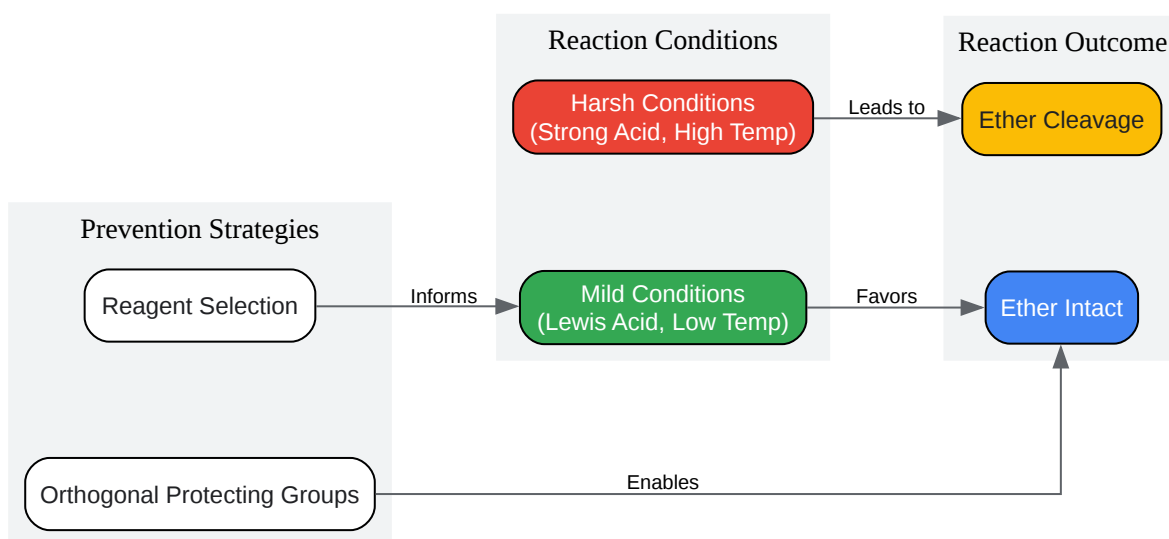 Reaction Conditions
Reaction Outcome
Harsh Conditions
(Strong Acid, High Temp)
Leads to
Ether Cleavage
Prevention Strategies
Reagent Selection
Informs
Mild Conditions
(Lewis Acid, Low Temp)
Favors
Ether Intact
Orthogonal Protecting Groups
Enables